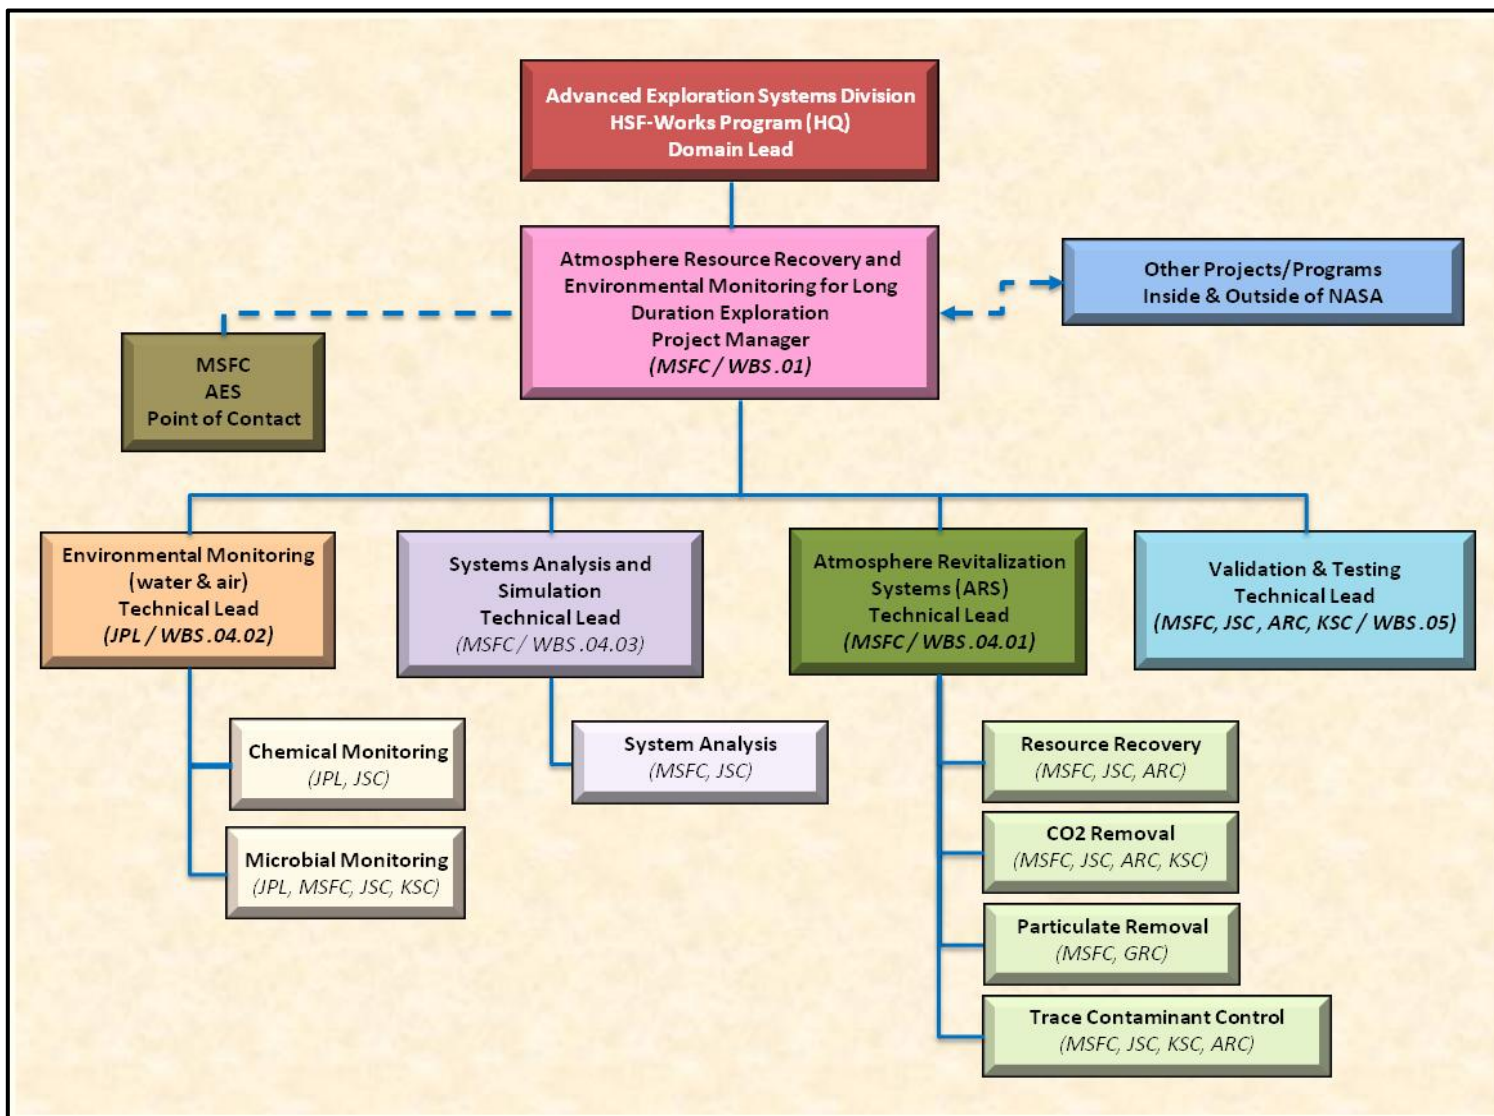 Advanced Exploration Systems Division
HSF-Works Program (HQ)
Domain Lead
Atmosphere Resource Recovery and
Environmental Monitoring for Long
Duration Exploration
Project Manager
(MSFC / WBS .01)
Other Projects/Programs
Inside & Outside of NASA
MSFC
AES
Point of Contact
Environmental Monitoring
(water & air)
Technical Lead
(JPL / WBS .04.02)
Systems Analysis and
Simulation
Technical Lead
(MSFC / WBS .04.03)
Atmosphere Revitalization
Systems (ARS)
Technical Lead
(MSFC / WBS .04.01)
Validation & Testing
Technical Lead
(MSFC, JSC, ARC, KSC / WBS .05)
Chemical Monitoring
(JPL, JSC)
Microbial Monitoring
(JPL, MSFC, JSC, KSC)
System Analysis
(MSFC, JSC)
Resource Recovery
(MSFC, JSC, ARC)
CO2 Removal
(MSFC, JSC, ARC, KSC)
Particulate Removal
(MSFC, GRC)
Trace Contaminant Control
(MSFC, JSC, KSC, ARC)